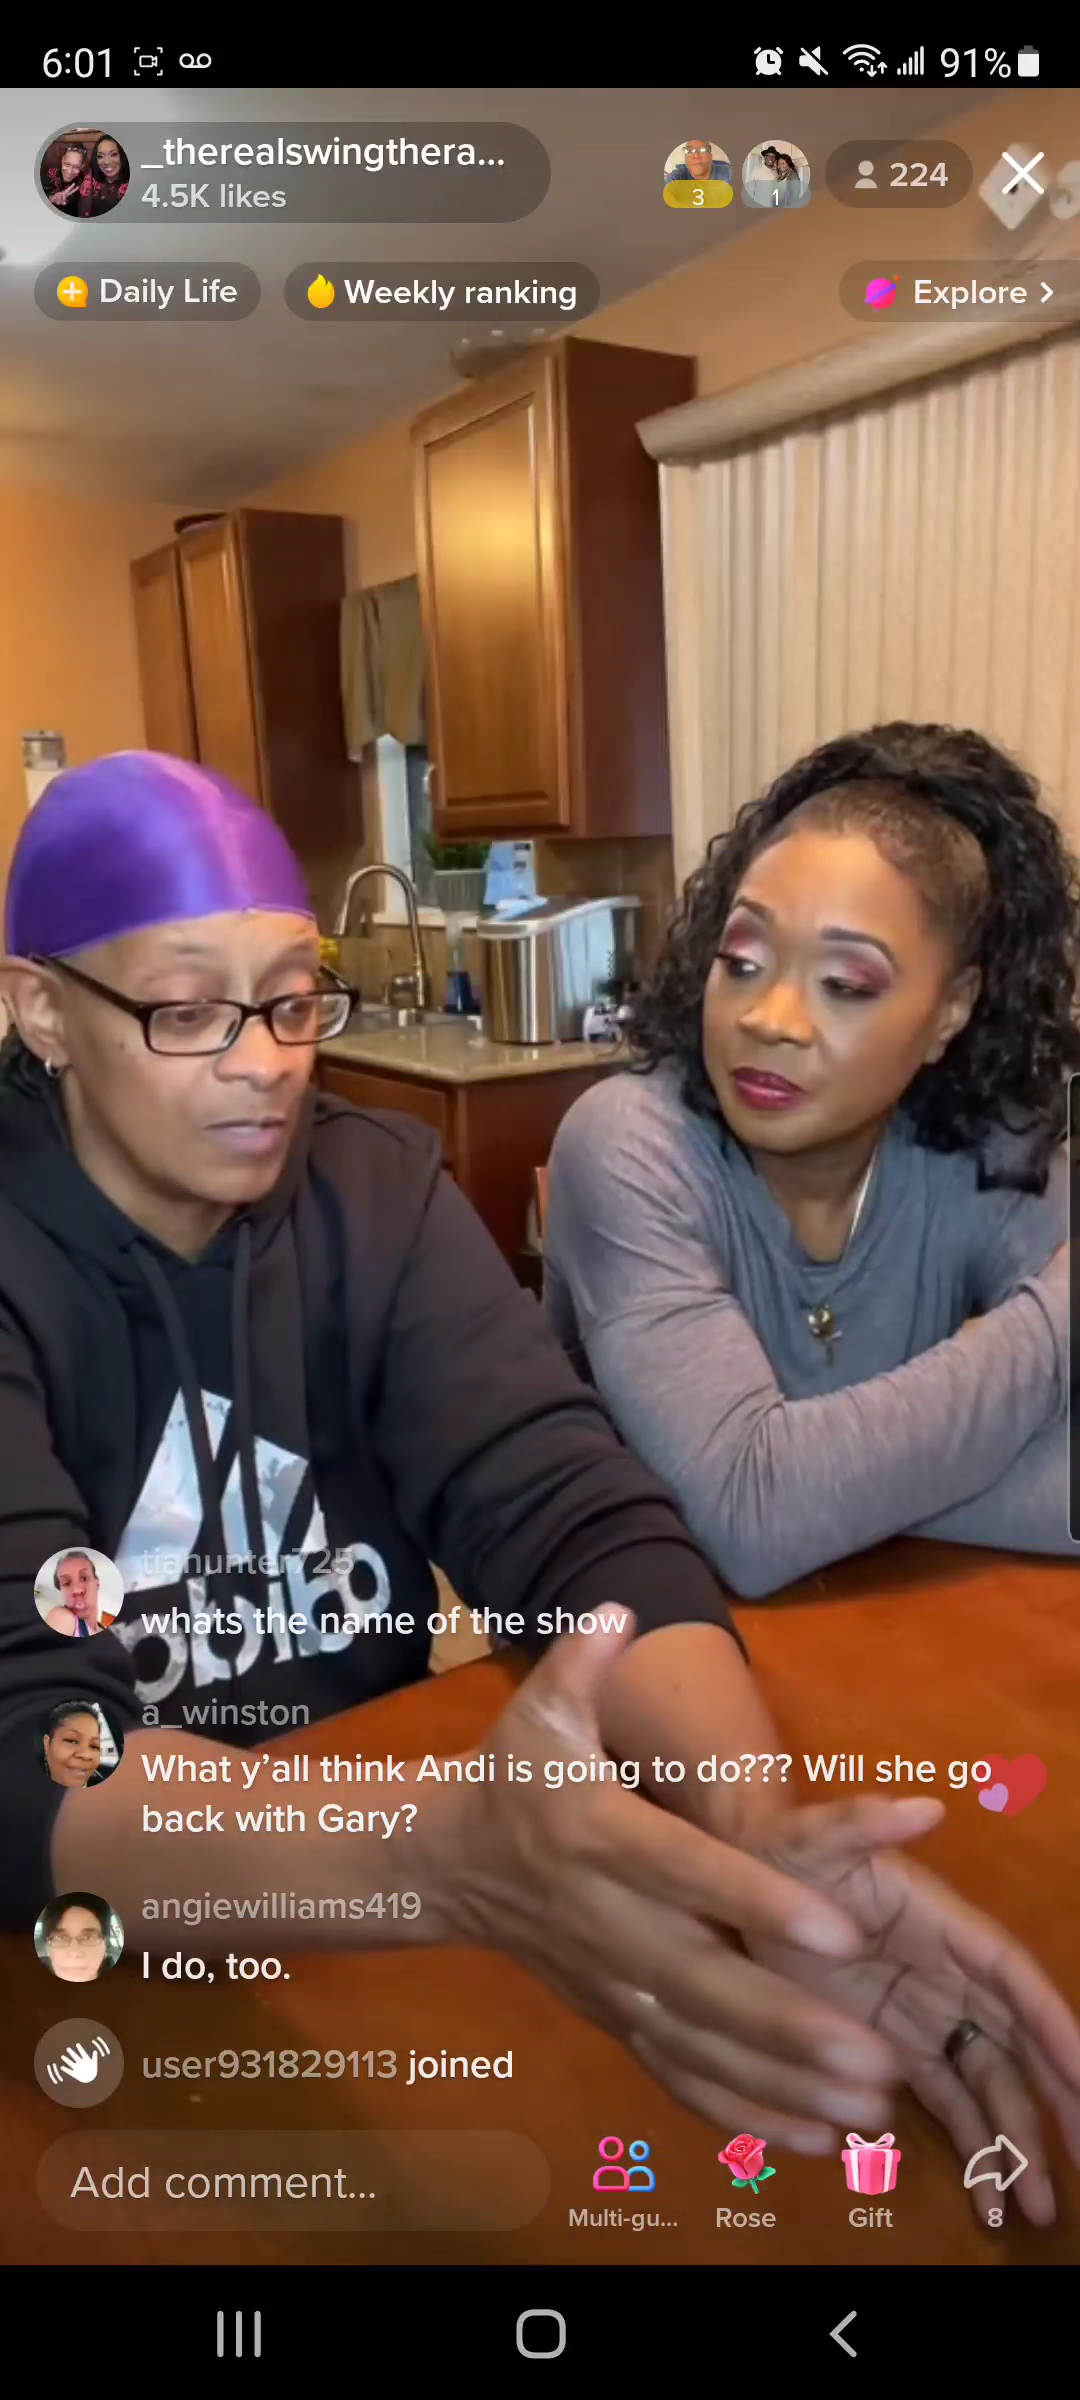 6:01
91%
_therealswingthera...
4.5K likes
3
1
224
Daily Life
Weekly ranking
Explore >
adidas
tianunter725
whats the name of the show
a_winston
What y’all think Andi is going to do??? Will she go
back with Gary?
angiewilliams419
I do, too.
user931829113 joined
Add comment...
Multi-gu...
Rose
Gift
8